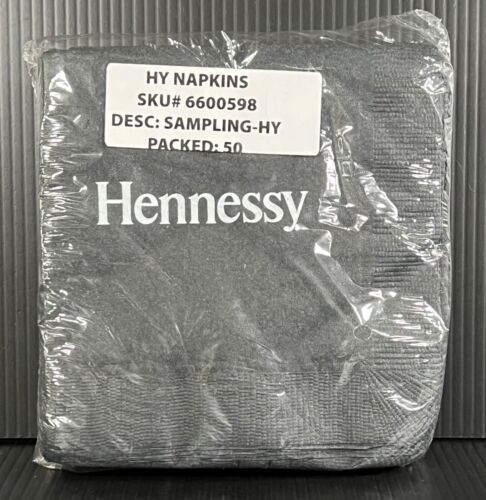 HY NAPKINS
SKU# 6600598
DESC: SAMPLING-HY
PACKED: 50
Hennessy